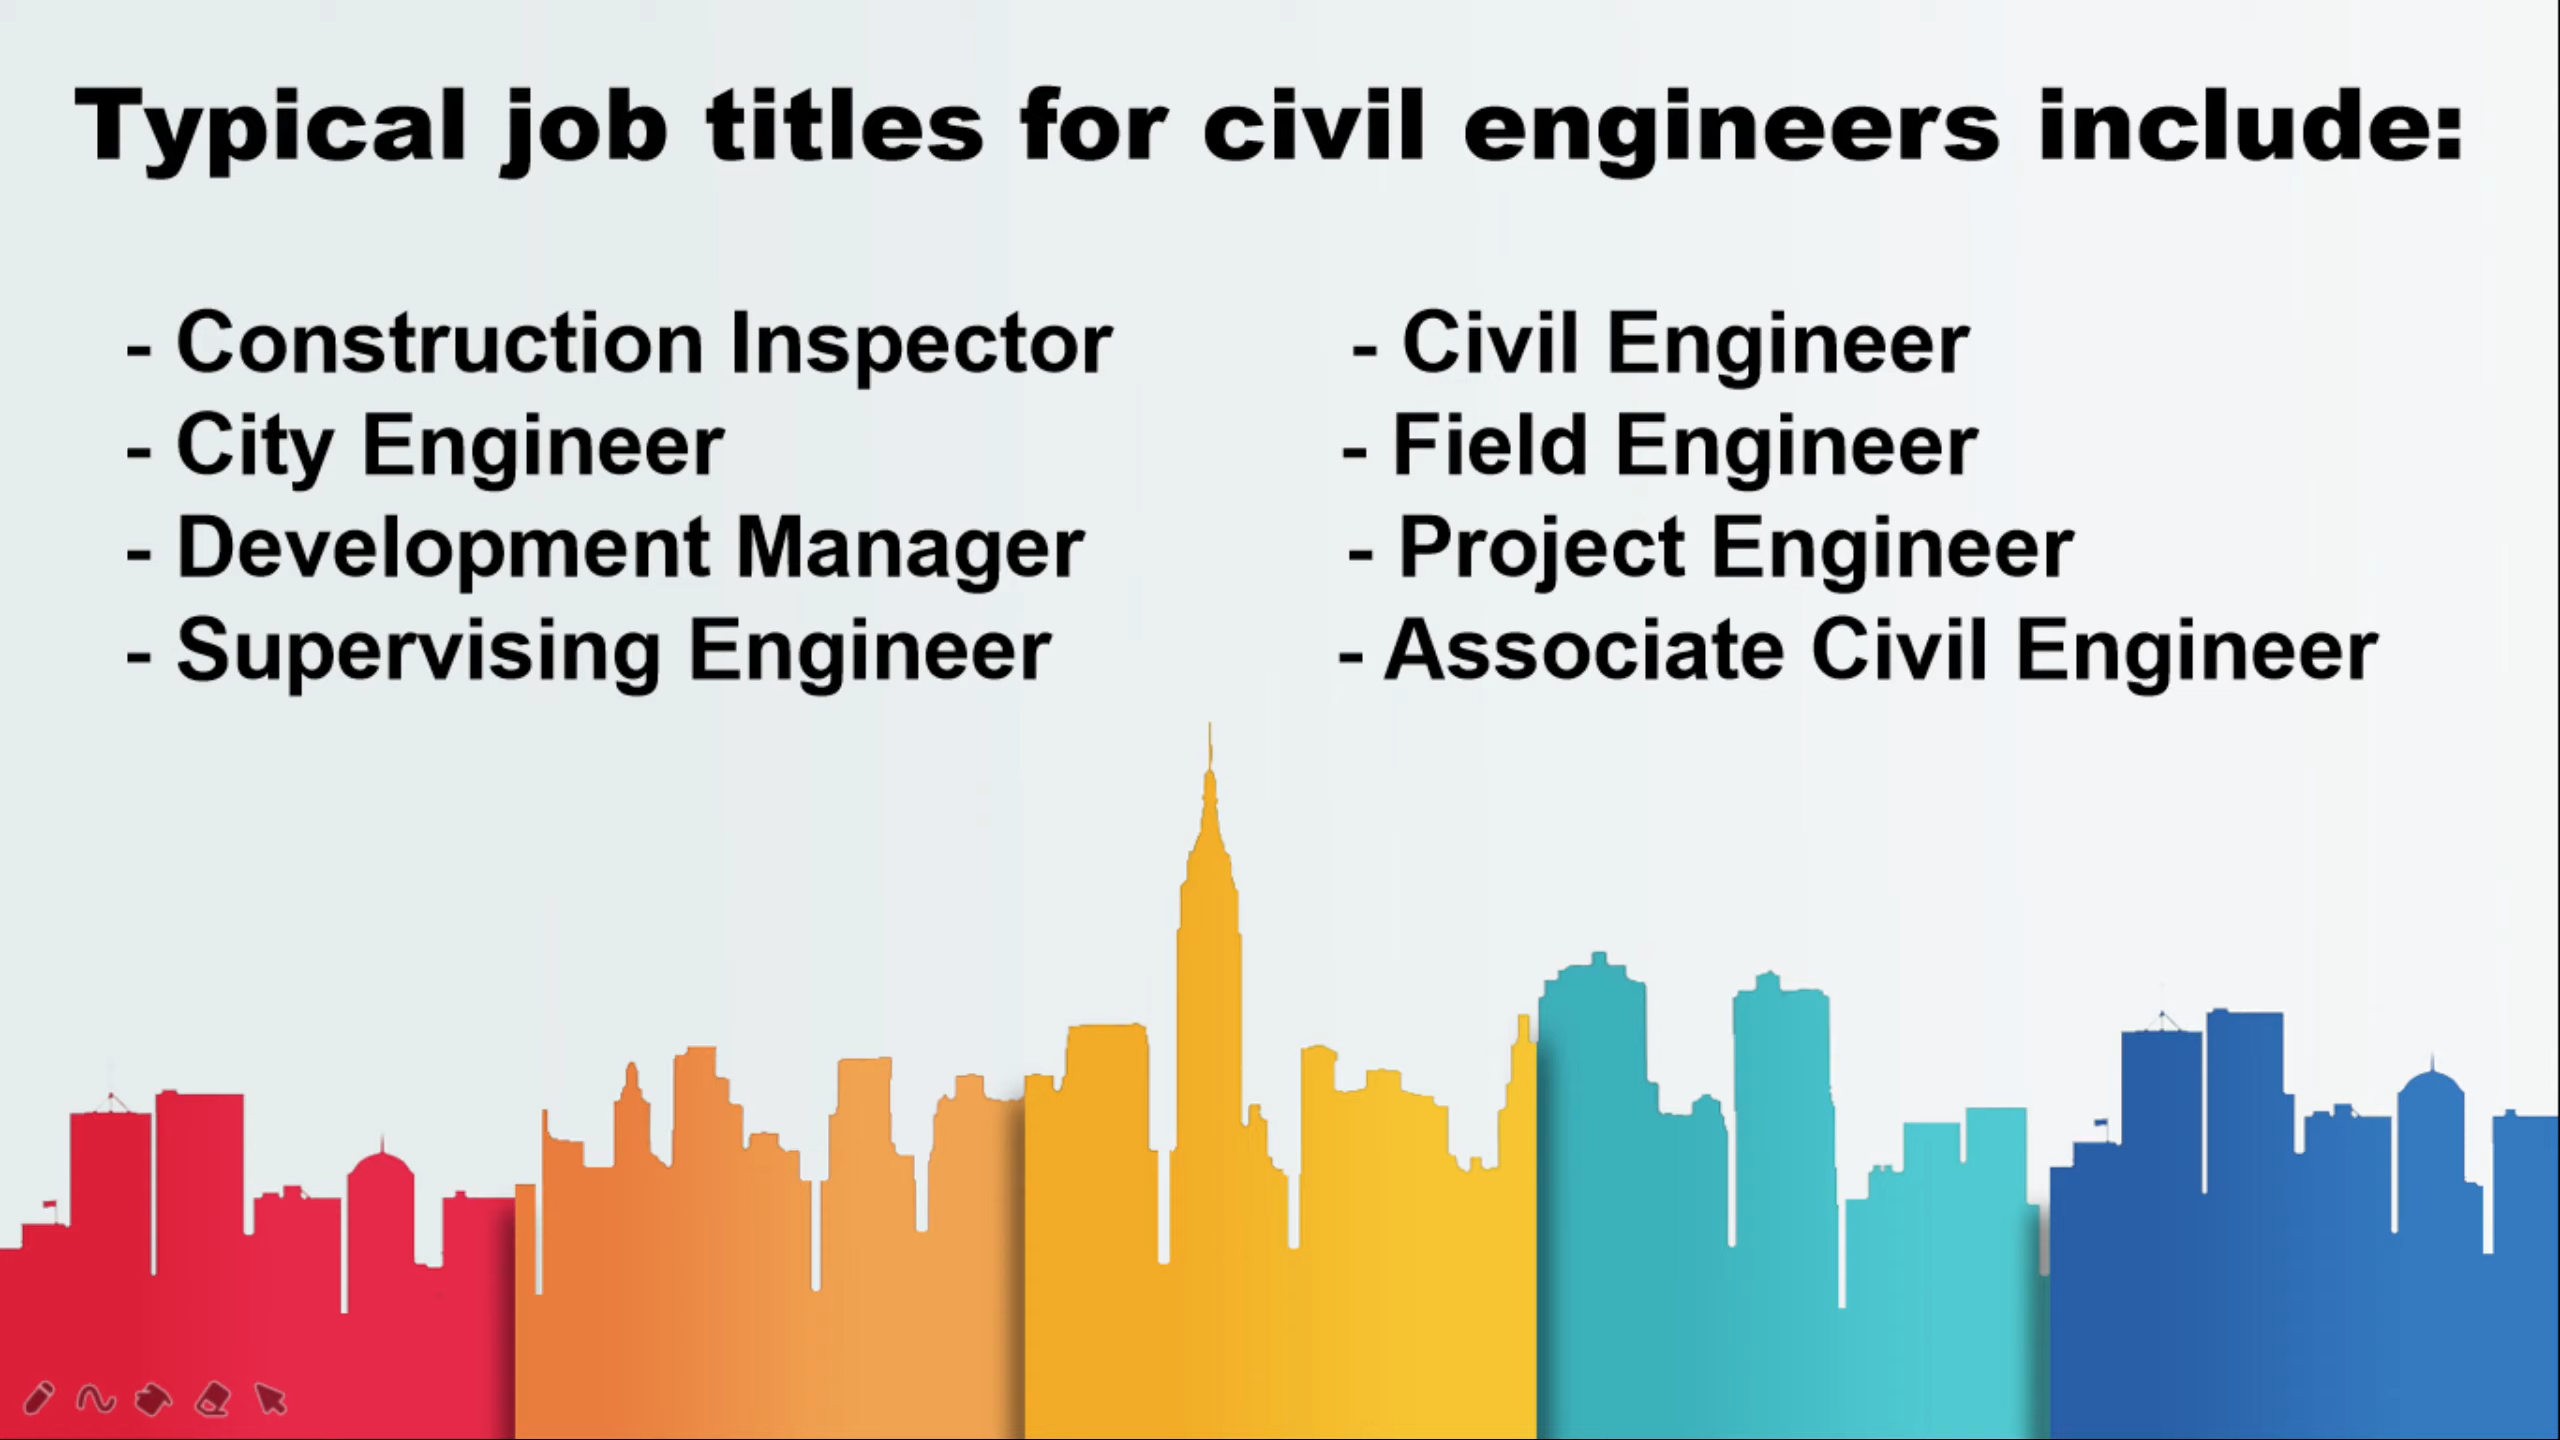 Typical job titles for civil engineers include:
- Construction Inspector
- City Engineer
- Development Manager
- Supervising Engineer
- Civil Engineer
- Field Engineer
- Project Engineer
- Associate Civil Engineer